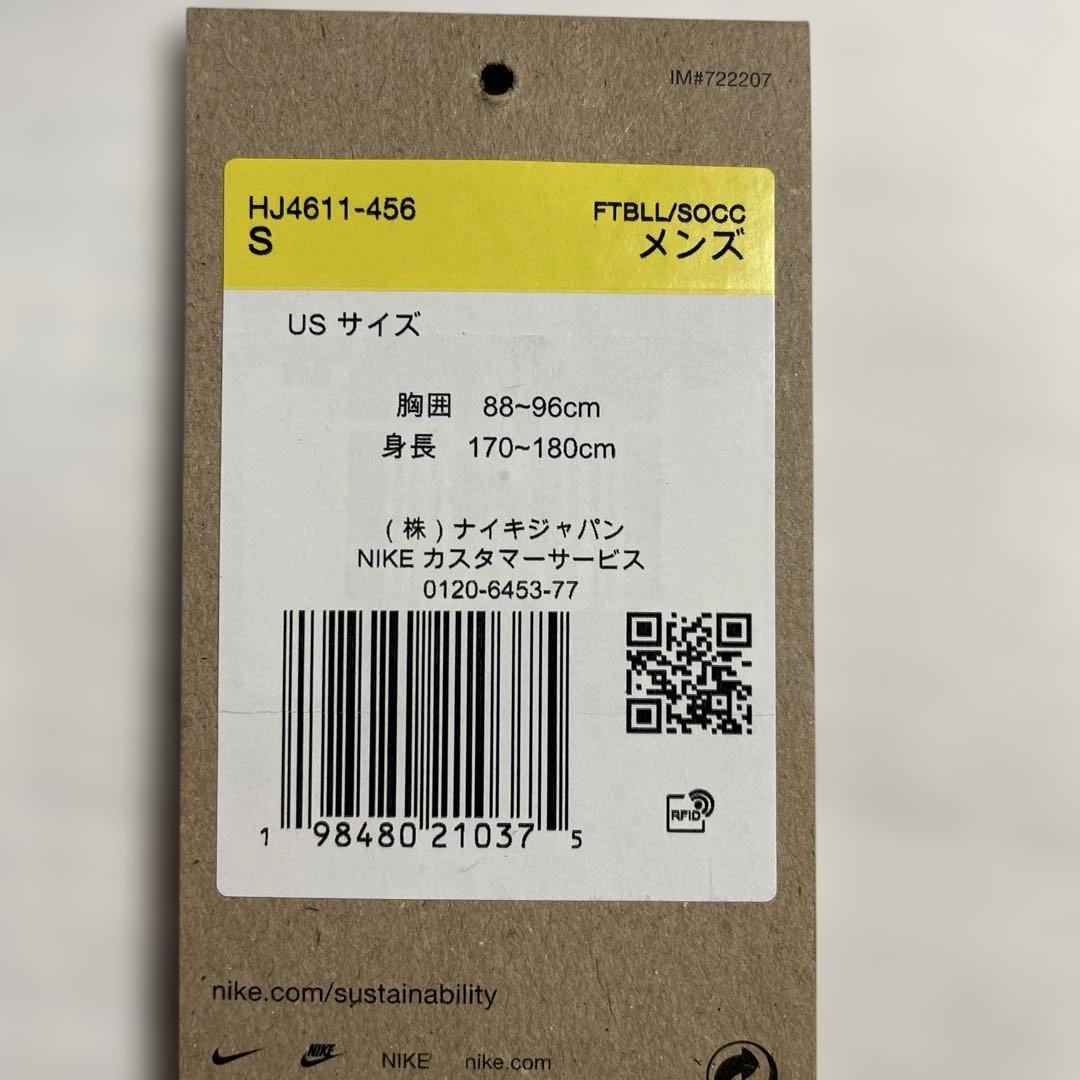 IM#722207
HJ4611-456
FTBLL/SOCC
S
メンズ
US サイズ
胸囲 88~96cm
身長 170~180cm
(株)ナイキジャパン
NIKE カスタマーサービス
0120-6453-77
1 98480 21037 5
RFID
nike.com/sustainability
NIKE NIKE nike.com